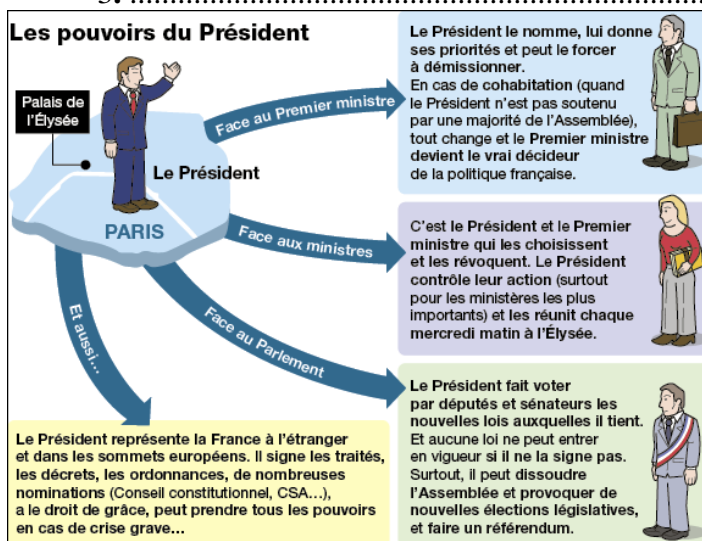 Les pouvoirs du Président
Palais de
l'Élysée
Le Président
PARIS
Face au Premier ministre
Le Président le nomme, lui donne
ses priorités et peut le forcer
à démissionner.
En cas de cohabitation (quand
le Président n'est pas soutenu
par une majorité de l'Assemblée),
tout change et le Premier ministre
devient le vrai décideur
de la politique française.
Face aux ministres
C'est le Président et le Premier
ministre qui les choisissent
et les révoquent. Le Président
contrôle leur action (surtout
pour les ministères les plus
importants) et les réunit chaque
mercredi matin à l'Élysée.
Face au Parlement
Le Président fait voter
par députés et sénateurs les
nouvelles lois auxquelles il tient.
Et aucune loi ne peut entrer
en vigueur si il ne la signe pas.
Surtout, il peut dissoudre
l'Assemblée et provoquer de
nouvelles élections législatives,
et faire un référendum.
Et aussi...
Le Président représente la France à l'étranger
et dans les sommets européens. Il signe les traités,
les décrets, les ordonnances, de nombreuses
nominations (Conseil constitutionnel, CSA...),
a le droit de grâce, peut prendre tous les pouvoirs
en cas de crise grave...